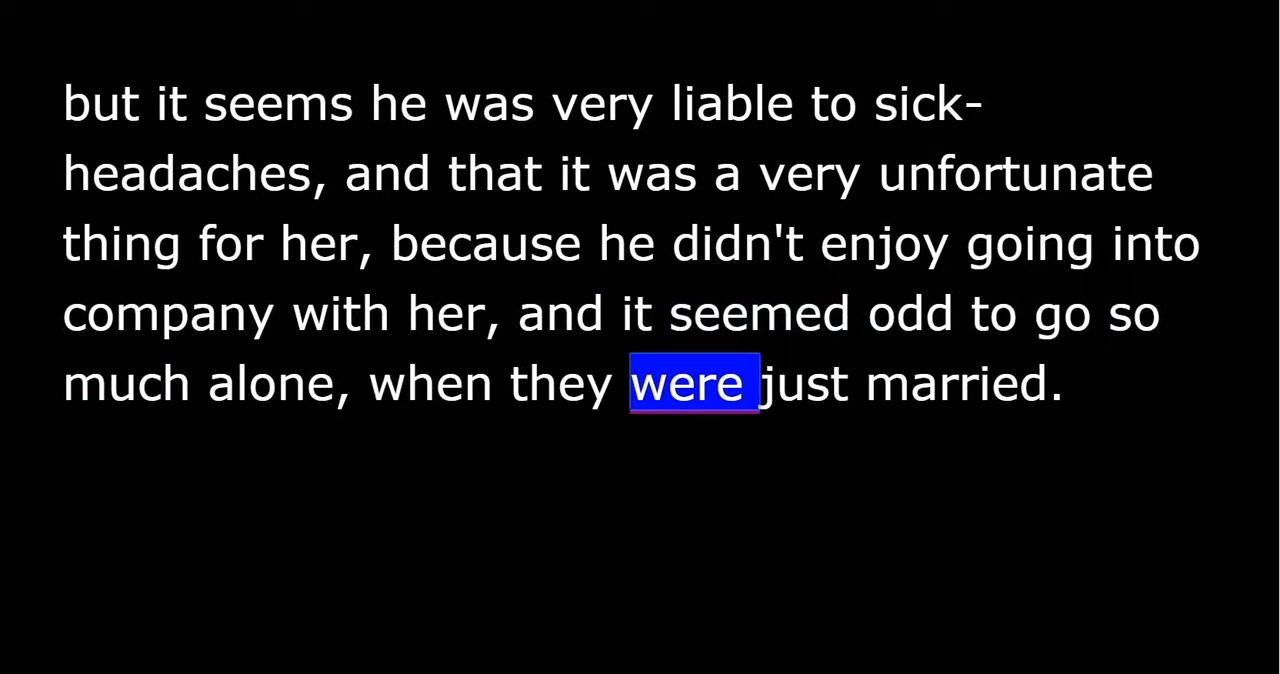 but it seems he was very liable to sick-
headaches, and that it was a very unfortunate
thing for her, because he didn't enjoy going into
company with her, and it seemed odd to go so
much alone, when they were just married.